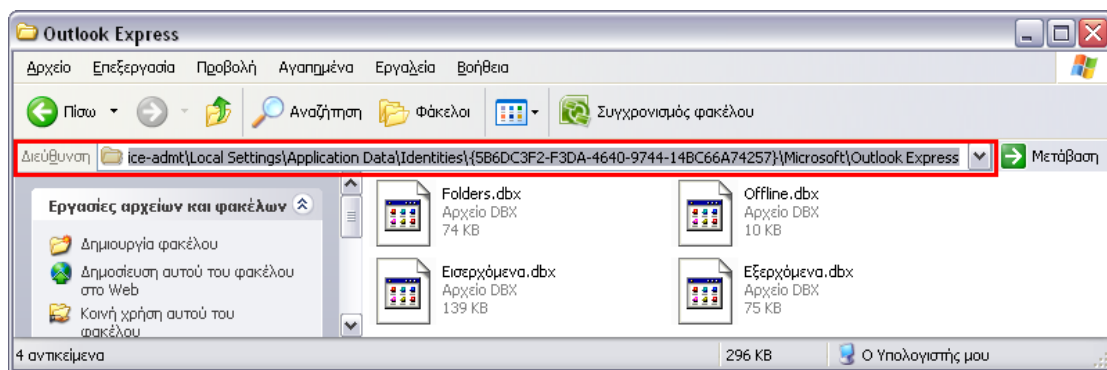 Outlook Express
Αρχείο Επεξεργασία Προβολή Αγαπημένα Εργαλεία Βοήθεια
Πίσω Αναζήτηση Φάκελοι Συγχρονισμός φακέλου
Διεύθυνση ice-admt\Local Settings\Application Data\Identities\{5B6DC3F2-F3DA-4640-9744-14BC66A74257}\Microsoft\Outlook Express Μετάβαση
Εργασίες αρχείων και φακέλων
Δημιουργία φακέλου
Δημοσίευση αυτού του φακέλου
στο Web
Κοινή χρήση αυτού του
φακέλου
Folders.dbx
Αρχείο DBX
74 KB
Offline.dbx
Αρχείο DBX
10 KB
Εισερχόμενα.dbx
Αρχείο DBX
139 KB
Εξερχόμενα.dbx
Αρχείο DBX
75 KB
4 αντικείμενα 296 KB Ο Υπολογιστής μου